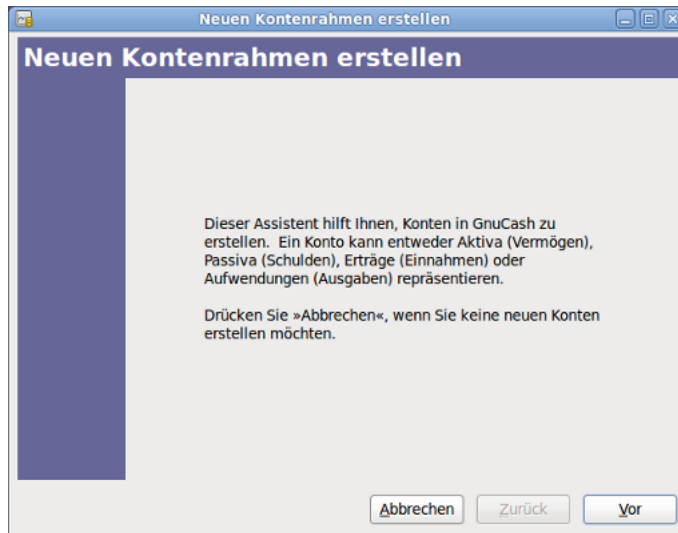 Neuen Kontenrahmen erstellen
Neuen Kontenrahmen erstellen
Dieser Assistent hilft Ihnen, Konten in GnuCash zu
erstellen. Ein Konto kann entweder Aktiva (Vermögen),
Passiva (Schulden), Erträge (Einnahmen) oder
Aufwendungen (Ausgaben) repräsentieren.
Drücken Sie »Abbrechen«, wenn Sie keine neuen Konten
erstellen möchten.
Abbrechen Zurück Vor